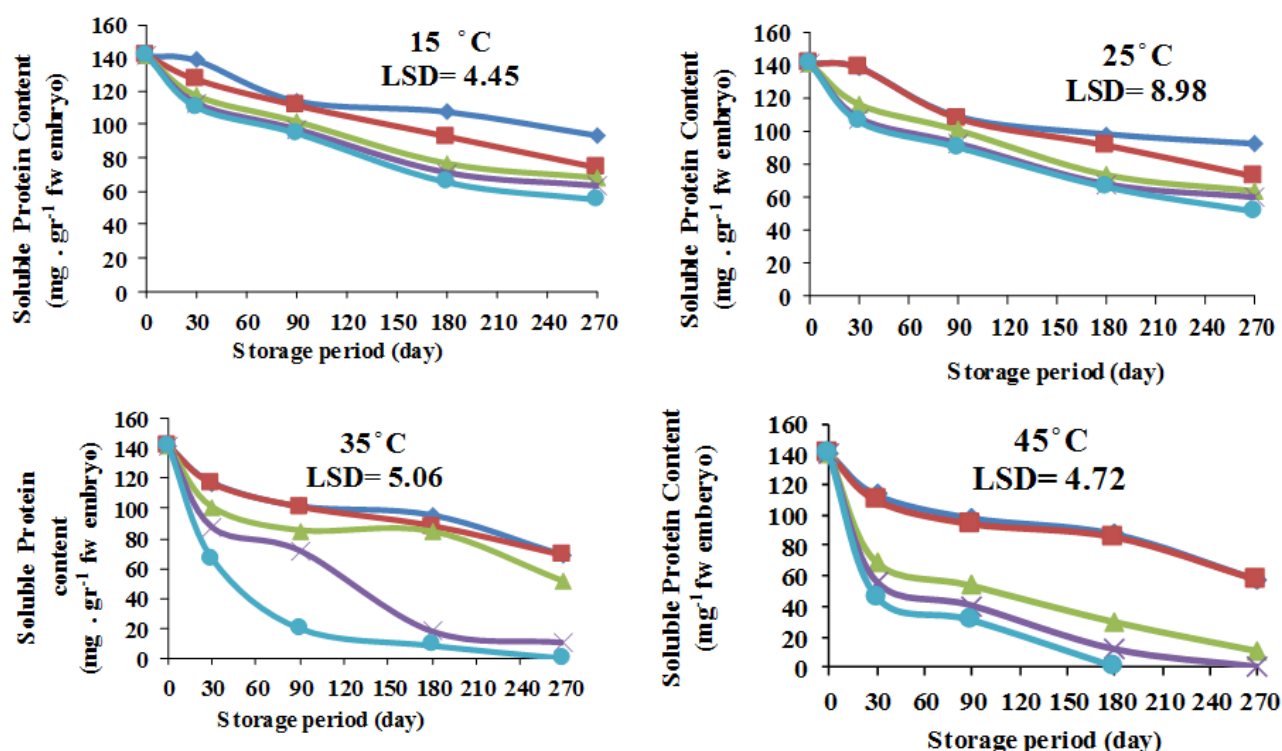 Soluble Protein Content
(mg . gr⁻¹ fw embryo)
160
140
120
100
80
60
40
20
0
15 °C
LSD= 4.45
0 30 60 90 120 150 180 210 240 270
Storage period (day)
Soluble Protein Content
(mg . gr⁻¹ fw embryo)
160
140
120
100
80
60
40
20
0
25°C
LSD= 8.98
0 30 60 90 120 150 180 210 240 270
Storage period (day)
Soluble Protein
content
(mg . gr⁻¹ fw embryo)
160
140
120
100
80
60
40
20
0
35°C
LSD= 5.06
0 30 60 90 120 150 180 210 240 270
Storage period (day)
Soluble Protein Content
(mg⁻¹ fw embryo)
160
140
120
100
80
60
40
20
0
45°C
LSD= 4.72
0 30 60 90 120 150 180 210 240 270
Storage period (day)